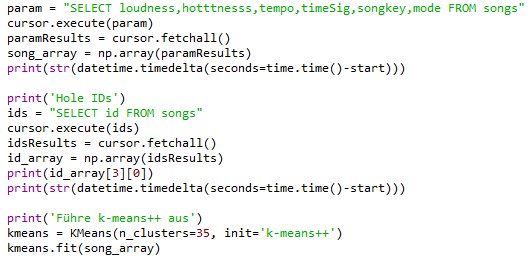 param = "SELECT loudness,hotttnesss,tempo,timeSig,songkey,mode FROM songs"
cursor.execute(param)
paramResults = cursor.fetchall()
song_array = np.array(paramResults)
print(str(datetime.timedelta(seconds=time.time()-start)))

print('Hole IDs')
ids = "SELECT id FROM songs"
cursor.execute(ids)
idsResults = cursor.fetchall()
id_array = np.array(idsResults)
print(id_array[3][0])
print(str(datetime.timedelta(seconds=time.time()-start)))

print('Führe k-means++ aus')
kmeans = KMeans(n_clusters=35, init='k-means++')
kmeans.fit(song_array)